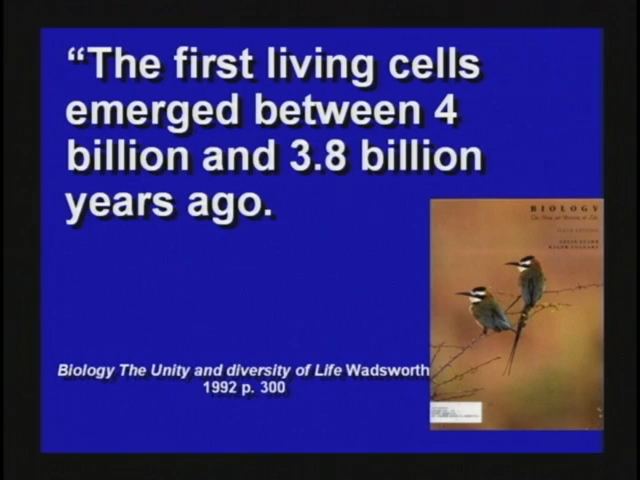 “The first living cells
emerged between 4
billion and 3.8 billion
years ago.
BIOLOGY
Biology The Unity and diversity of Life Wadsworth
1992 p. 300